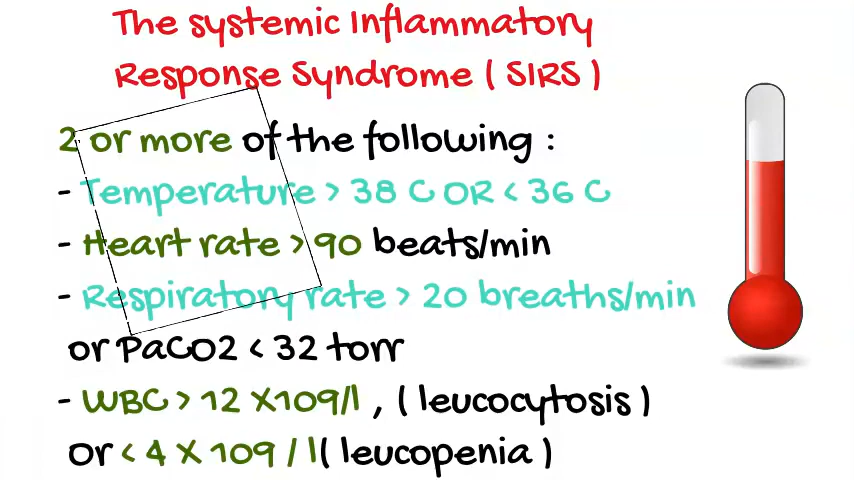 The systemic Inflammatory
Response Syndrome ( SIRS )
2 or more of the following :
- Temperature > 38 C OR < 36 C
- Heart rate > 90 beats/min
- Respiratory rate > 20 breaths/min
or PaCO2 < 32 torr
- WBC > 12 X109/l , ( leucocytosis )
Or < 4 X 109 / l( leucopenia )